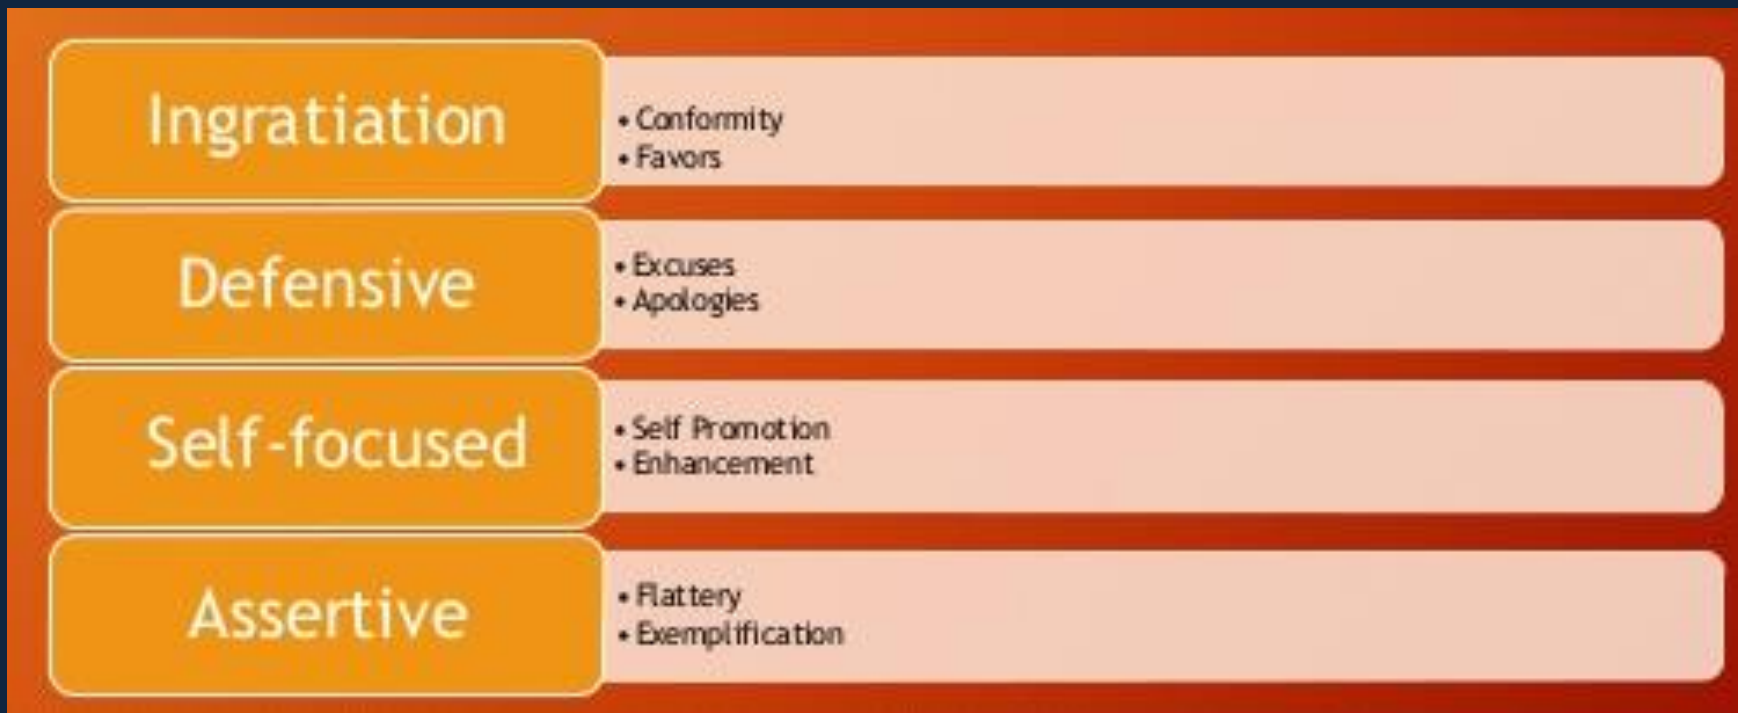 Ingratiation
• Conformity
• Favors
Defensive
• Excuses
• Apologies
Self-focused
• Self Promotion
• Enhancement
Assertive
• Flattery
• Exemplification